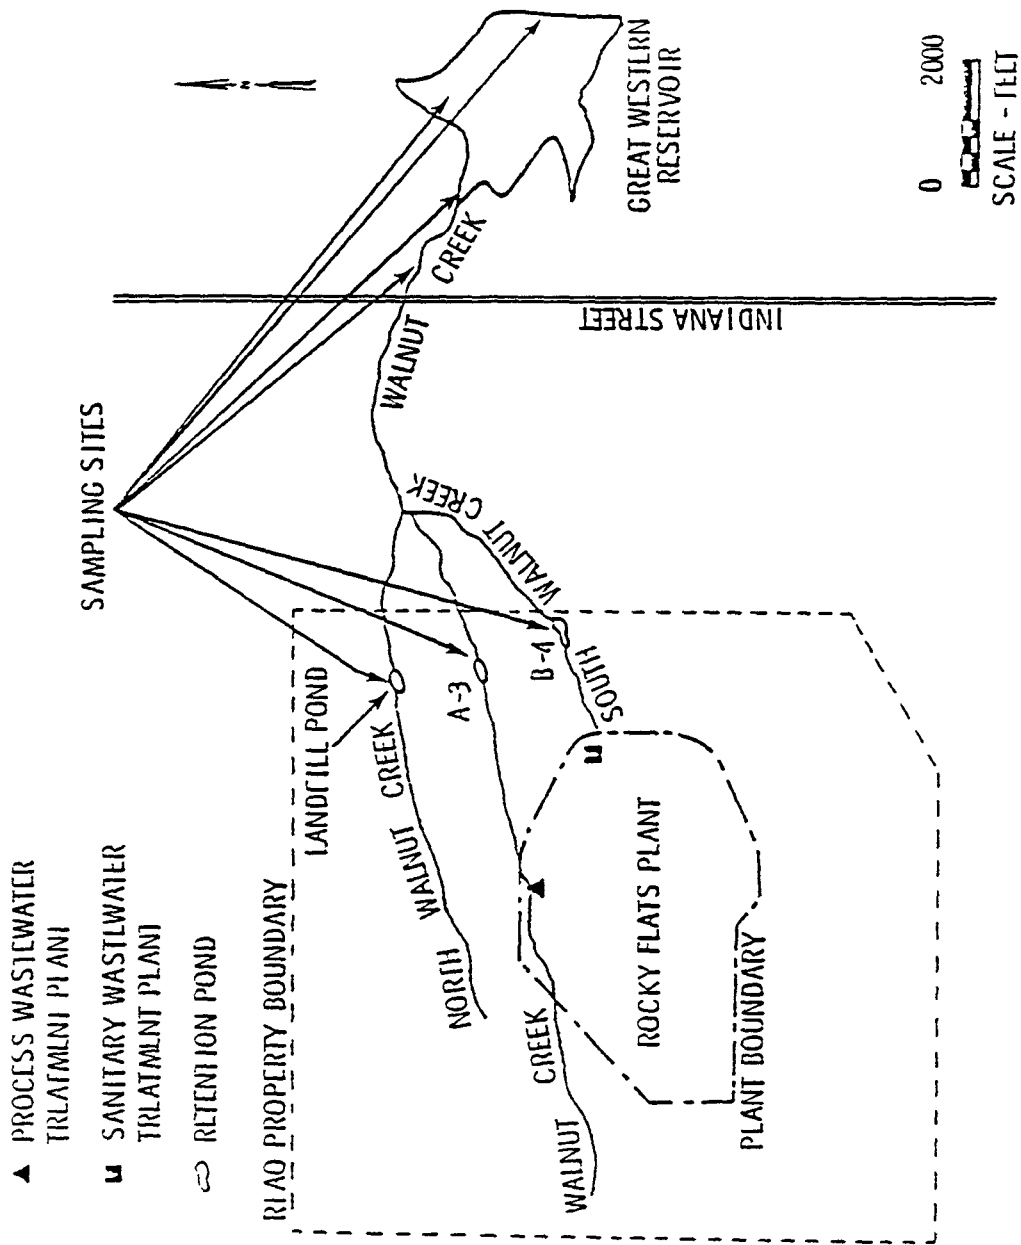 ▲ PROCESS WASTEWATER
TREATMENT PLANT
SANITARY WASTEWATER
TREATMENT PLANT
RETENTION POND
SAMPLING SITES
N
RIAO PROPERTY BOUNDARY
LANDFILL POND
NORTH WALNUT CREEK
A-3
B-4
SOUTH WALNUT CREEK
WALNUT CREEK
WALNUT CREEK
ROCKY FLATS PLANT
PLANT BOUNDARY
INDIANA STREET
GREAT WESTERN
RESERVOIR
0 2000
SCALE - FEET